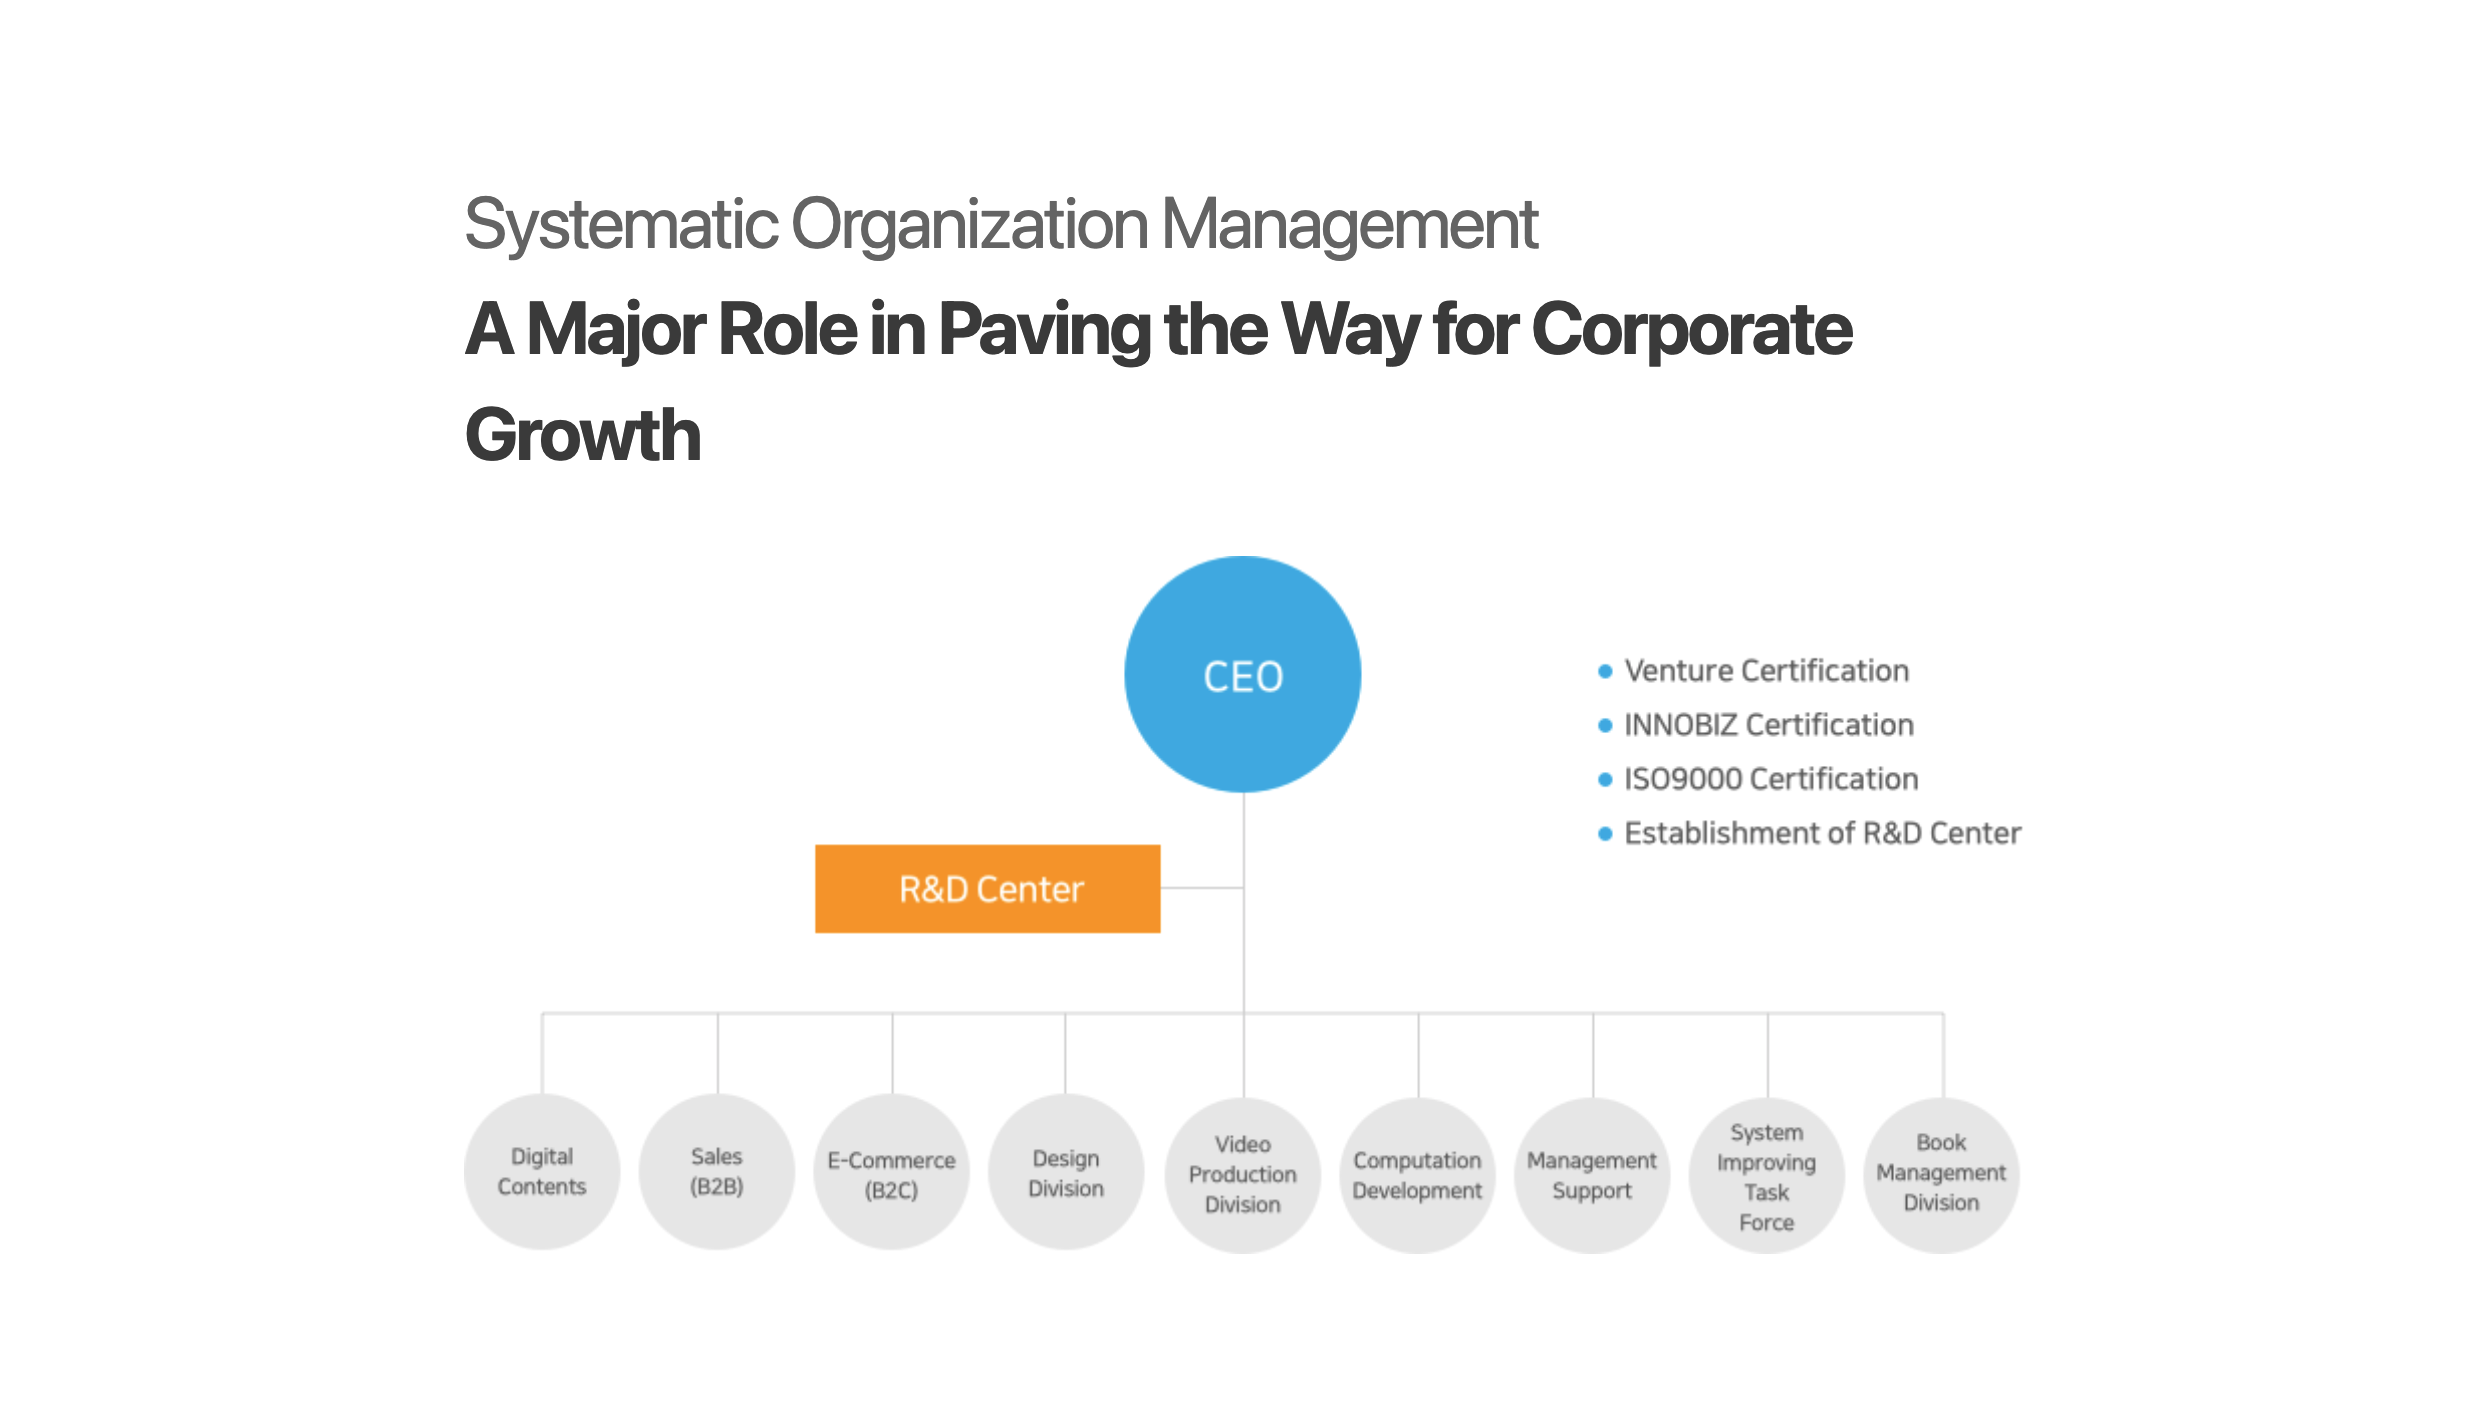 Systematic Organization Management
A Major Role in Paving the Way for Corporate
Growth
CEO
Venture Certification
INNOBIZ Certification
ISO9000 Certification
Establishment of R&D Center
R&D Center
Digital
Contents
Sales
(B2B)
E-Commerce
(B2C)
Design
Division
Video
Production
Division
Computation
Development
Management
Support
System
Improving
Task
Force
Book
Management
Division